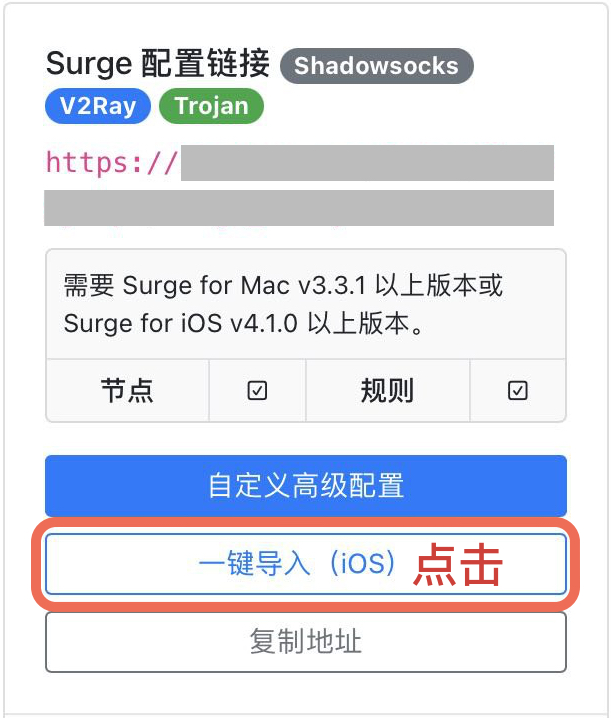 Surge 配置链接 Shadowsocks
V2Ray Trojan
https://
需要 Surge for Mac v3.3.1 以上版本或
Surge for iOS v4.1.0 以上版本。
节点 规则
自定义高级配置
一键导入（iOS） 点击
复制地址